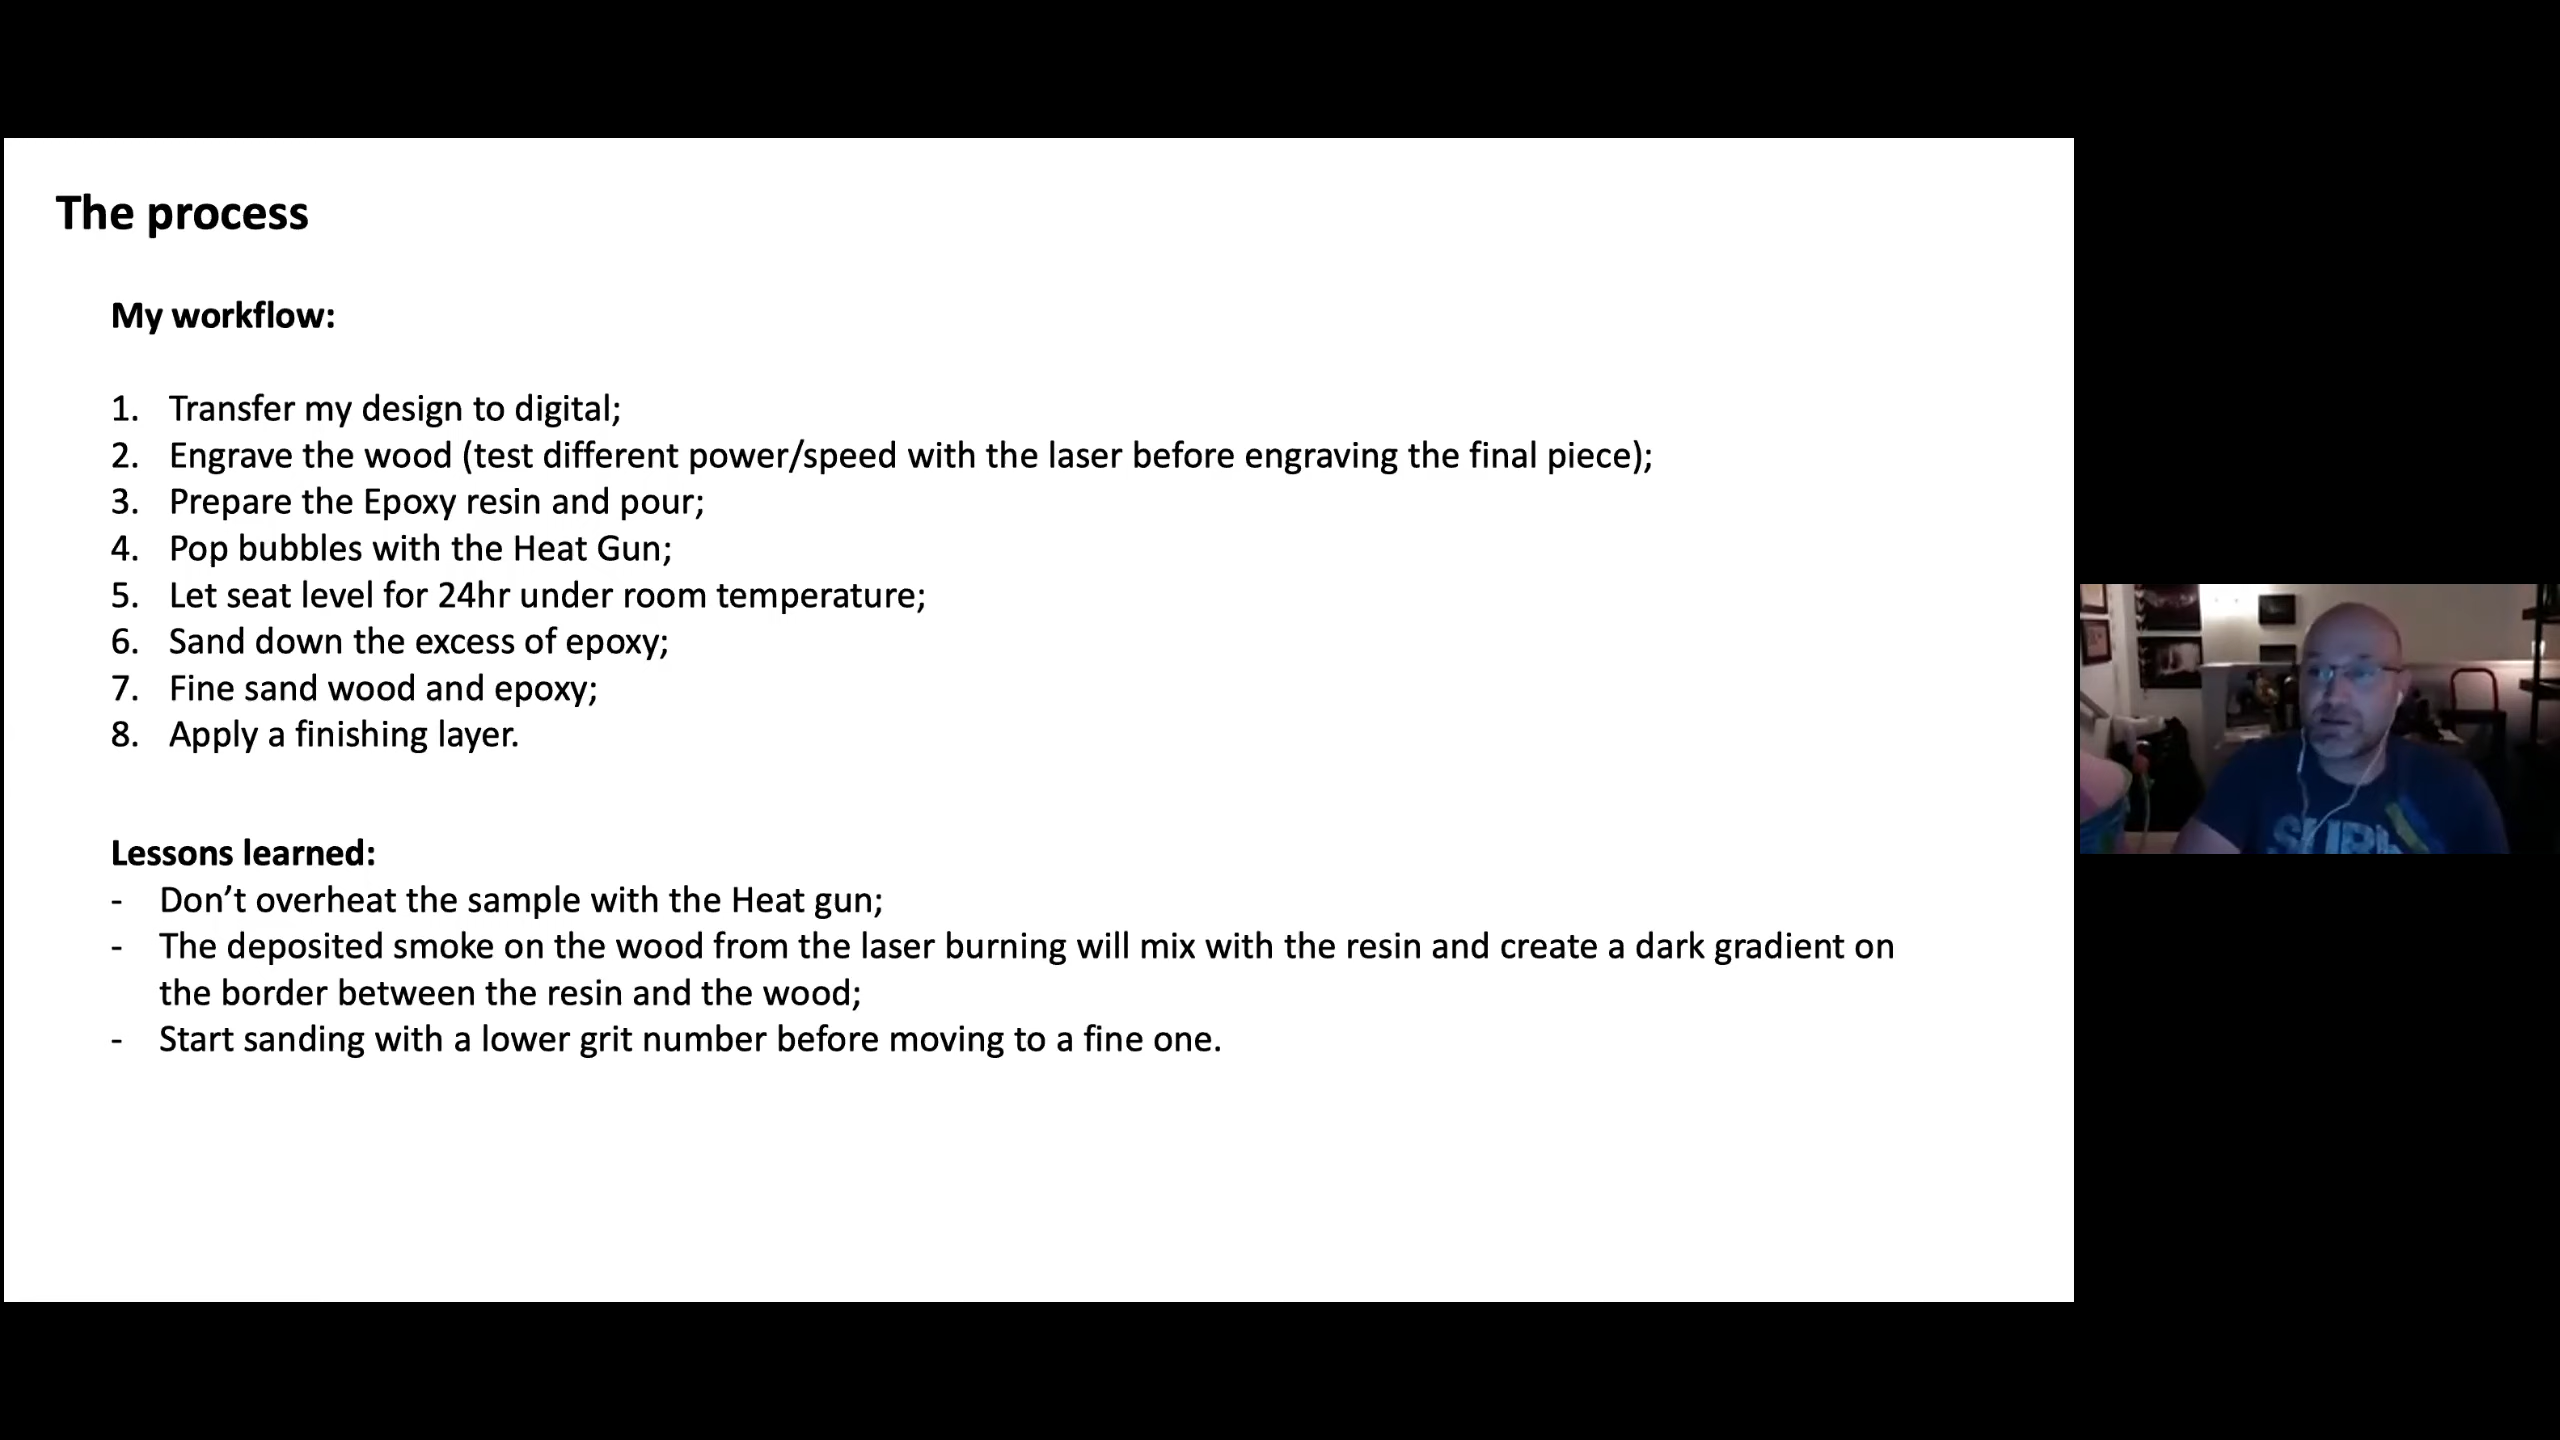 The process
My workflow:
1. Transfer my design to digital;
2. Engrave the wood (test different power/speed with the laser before engraving the final piece);
3. Prepare the Epoxy resin and pour;
4. Pop bubbles with the Heat Gun;
5. Let seat level for 24hr under room temperature;
6. Sand down the excess of epoxy;
7. Fine sand wood and epoxy;
8. Apply a finishing layer.
Lessons learned:
- Don’t overheat the sample with the Heat gun;
- The deposited smoke on the wood from the laser burning will mix with the resin and create a dark gradient on
the border between the resin and the wood;
- Start sanding with a lower grit number before moving to a fine one.